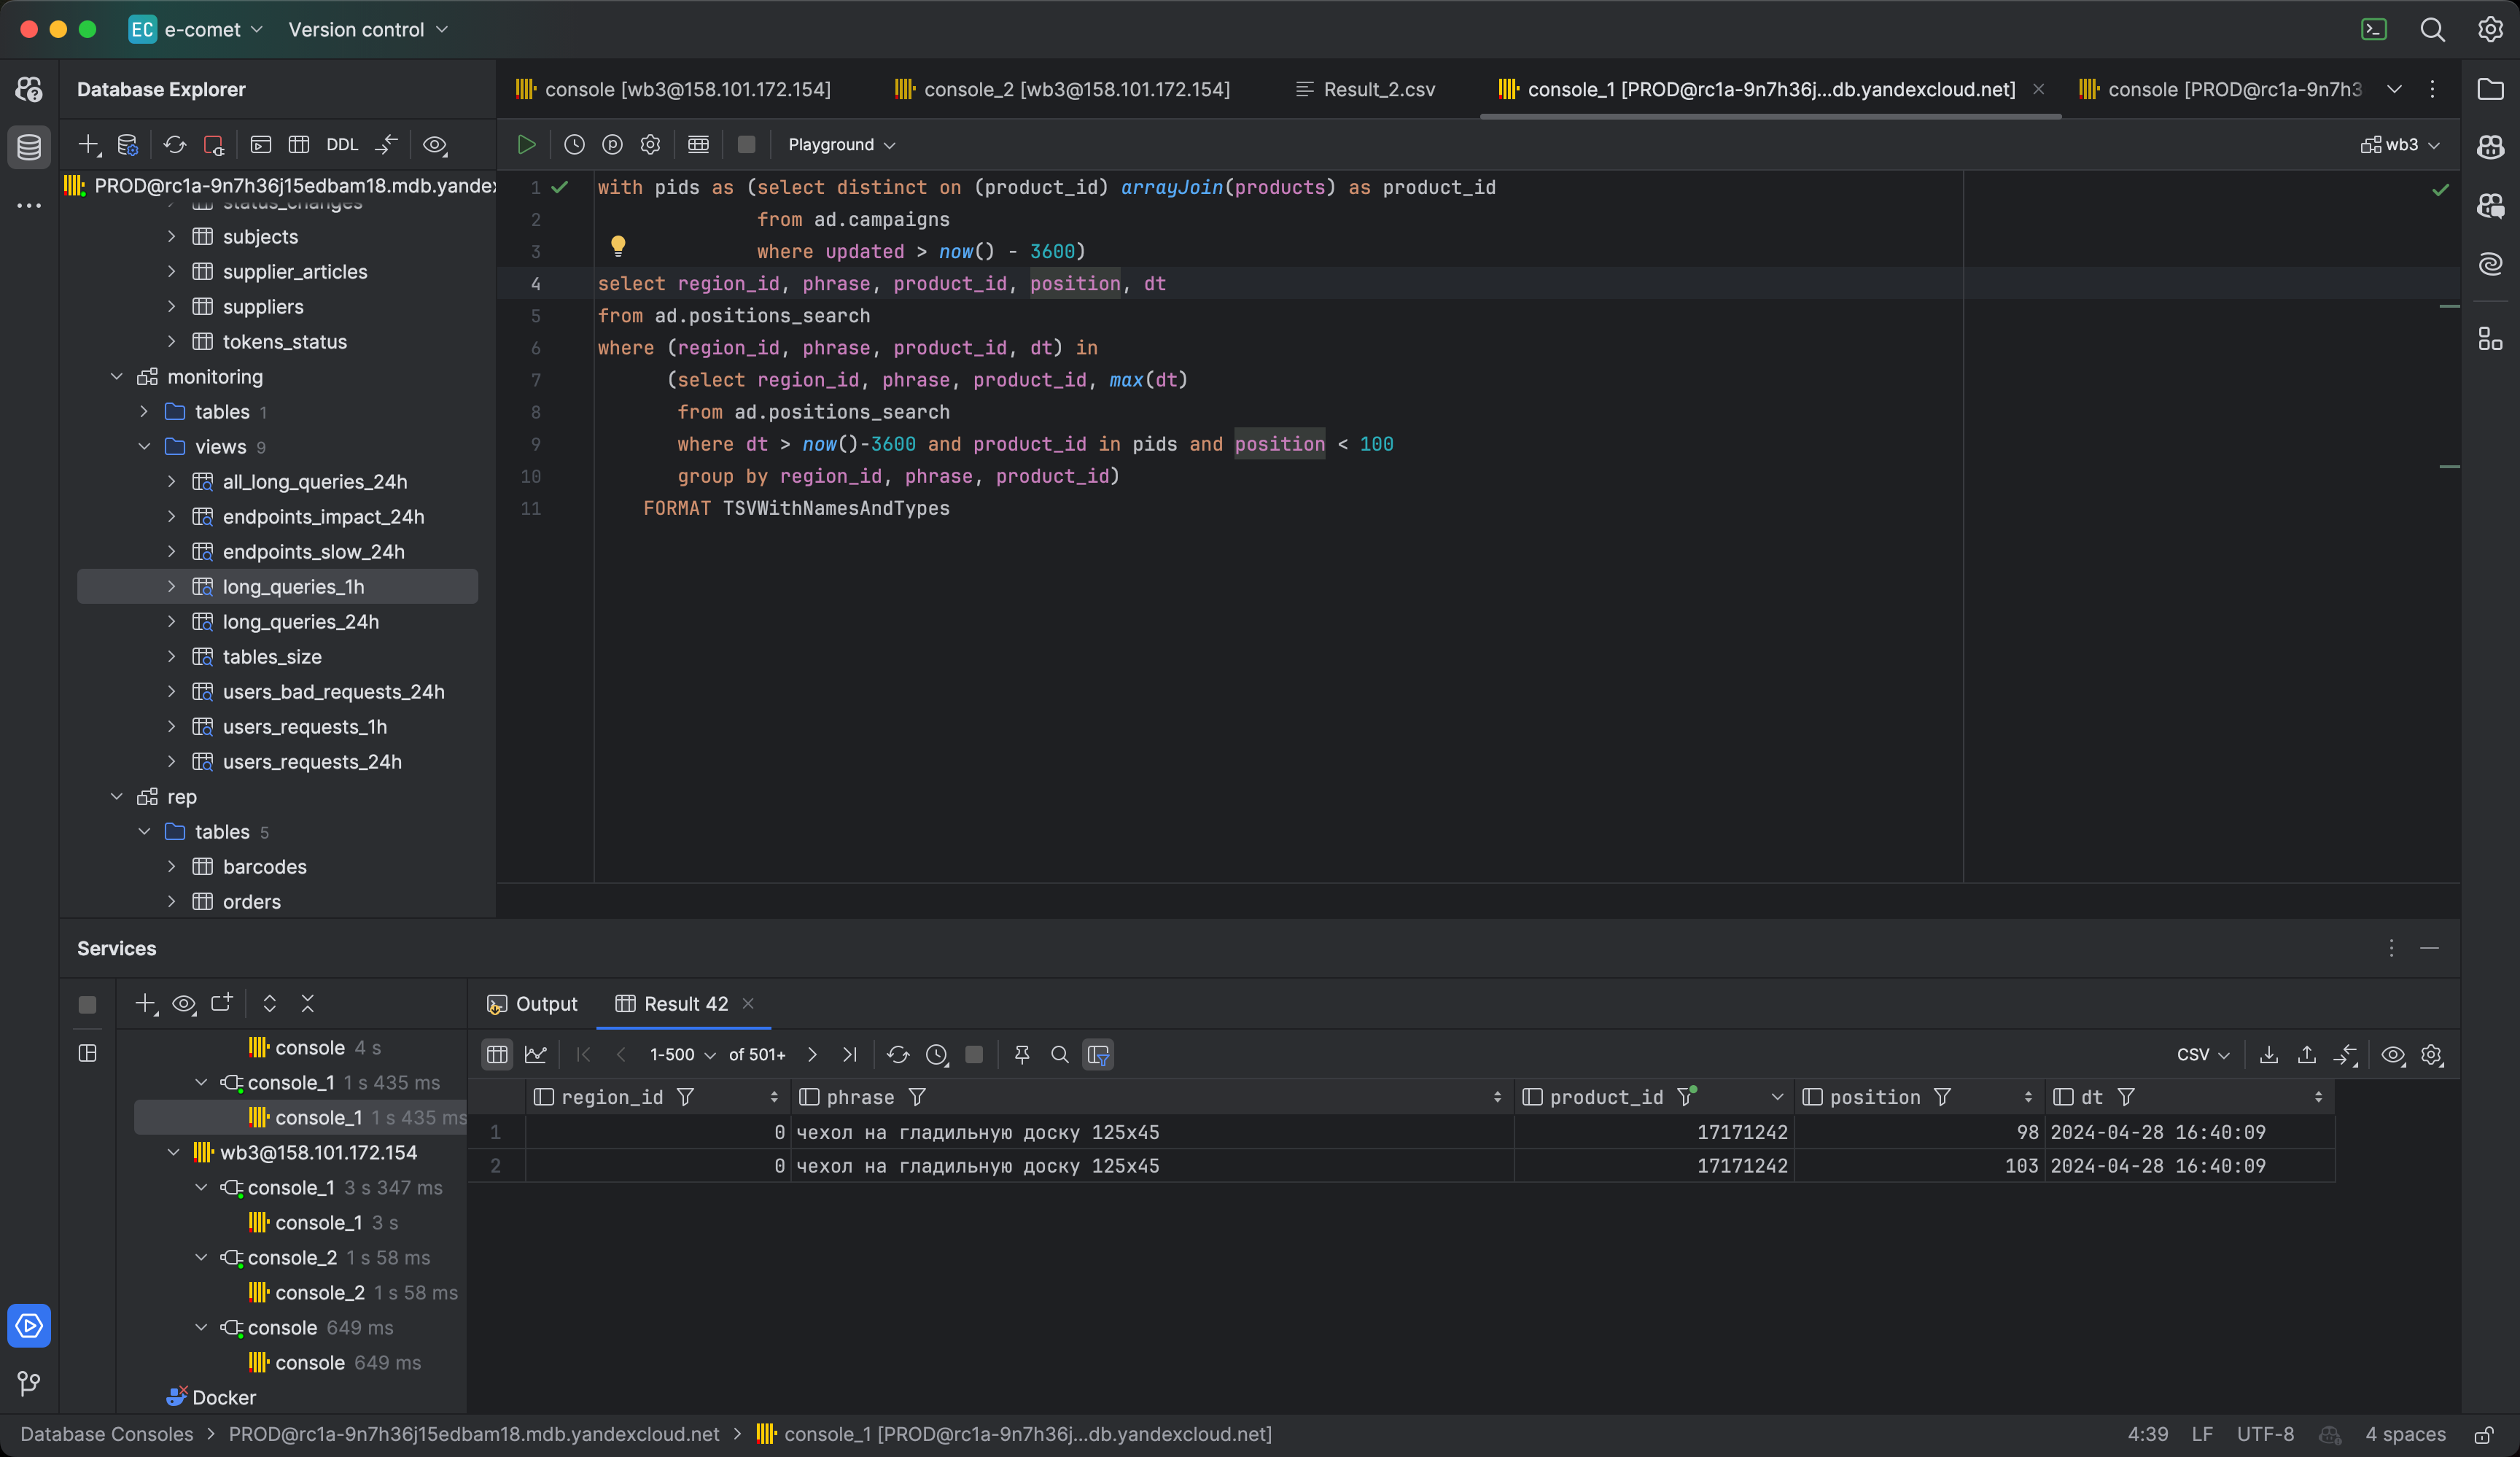 EC e-comet Version control
Database Explorer
DDL
PROD@rc1a-9n7h36j15edbam18.mdb.yandex
status_changes
subjects
supplier_articles
suppliers
tokens_status
monitoring
tables 1
views 9
all_long_queries_24h
endpoints_impact_24h
endpoints_slow_24h
long_queries_1h
long_queries_24h
tables_size
users_bad_requests_24h
users_requests_1h
users_requests_24h
rep
tables 5
barcodes
orders
console [wb3@158.101.172.154] console_2 [wb3@158.101.172.154] Result_2.csv console_1 [PROD@rc1a-9n7h36j...db.yandexcloud.net] console [PROD@rc1a-9n7h3
Playground wb3
1 with pids as (select distinct on (product_id) arrayJoin(products) as product_id
2 from ad.campaigns
3 where updated > now() - 3600)
4 select region_id, phrase, product_id, position, dt
5 from ad.positions_search
6 where (region_id, phrase, product_id, dt) in
7 (select region_id, phrase, product_id, max(dt)
8 from ad.positions_search
9 where dt > now()-3600 and product_id in pids and position < 100
10 group by region_id, phrase, product_id)
11 FORMAT TSVWithNamesAndTypes
Services
console 4 s
console_1 1 s 435 ms
console_1 1 s 435 ms
wb3@158.101.172.154
console_1 3 s 347 ms
console_1 3 s
console_2 1 s 58 ms
console_2 1 s 58 ms
console 649 ms
console 649 ms
Docker
Output Result 42
1-500 of 501+ CSV
region_id phrase product_id position dt
1 0 чехол на гладильную доску 125х45 17171242 98 2024-04-28 16:40:09
2 0 чехол на гладильную доску 125х45 17171242 103 2024-04-28 16:40:09
Database Consoles > PROD@rc1a-9n7h36j15edbam18.mdb.yandexcloud.net > console_1 [PROD@rc1a-9n7h36j...db.yandexcloud.net] 4:39 LF UTF-8 4 spaces